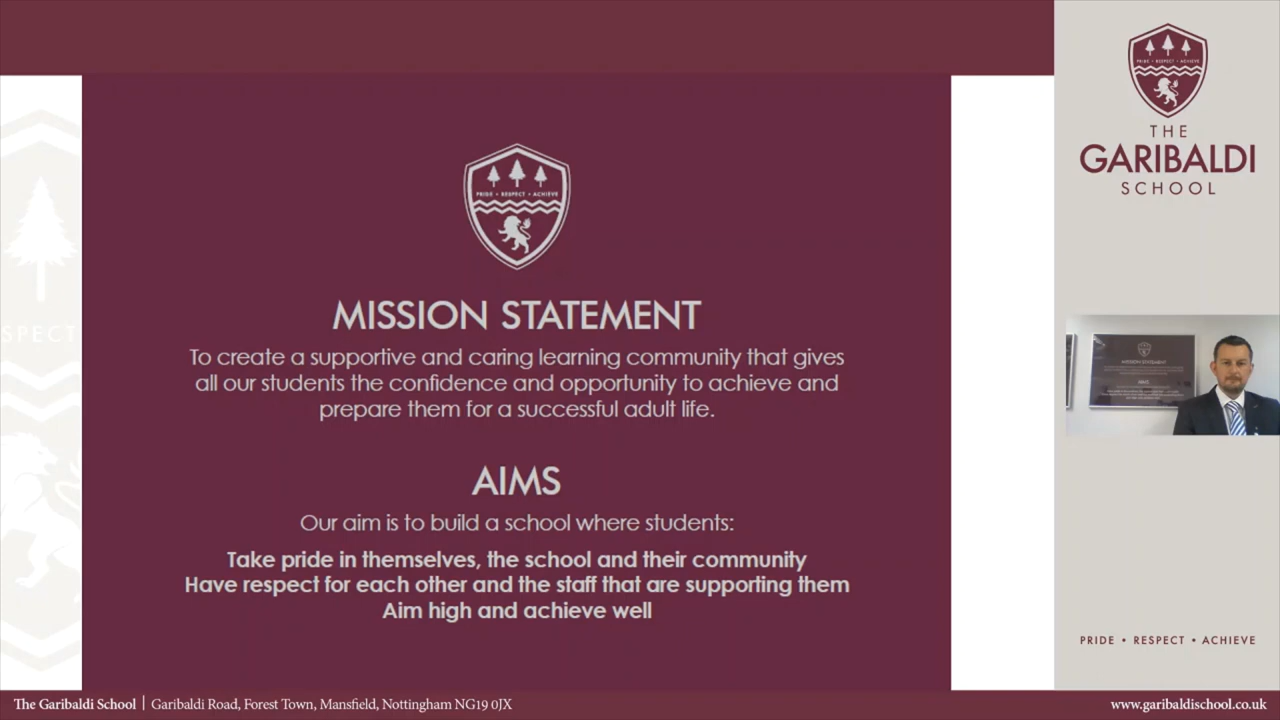 PRIDE • RESPECT • ACHIEVE
MISSION STATEMENT
To create a supportive and caring learning community that gives
all our students the confidence and opportunity to achieve and
prepare them for a successful adult life.
AIMS
Our aim is to build a school where students:
Take pride in themselves, the school and their community
Have respect for each other and the staff that are supporting them
Aim high and achieve well
SPECT
PRIDE • RESPECT • ACHIEVE
THE
GARIBALDI
SCHOOL
MISSION STATEMENT
AIMS
PRIDE • RESPECT • ACHIEVE
The Garibaldi School | Garibaldi Road, Forest Town, Mansfield, Nottingham NG19 0JX
www.garibaldischool.co.uk